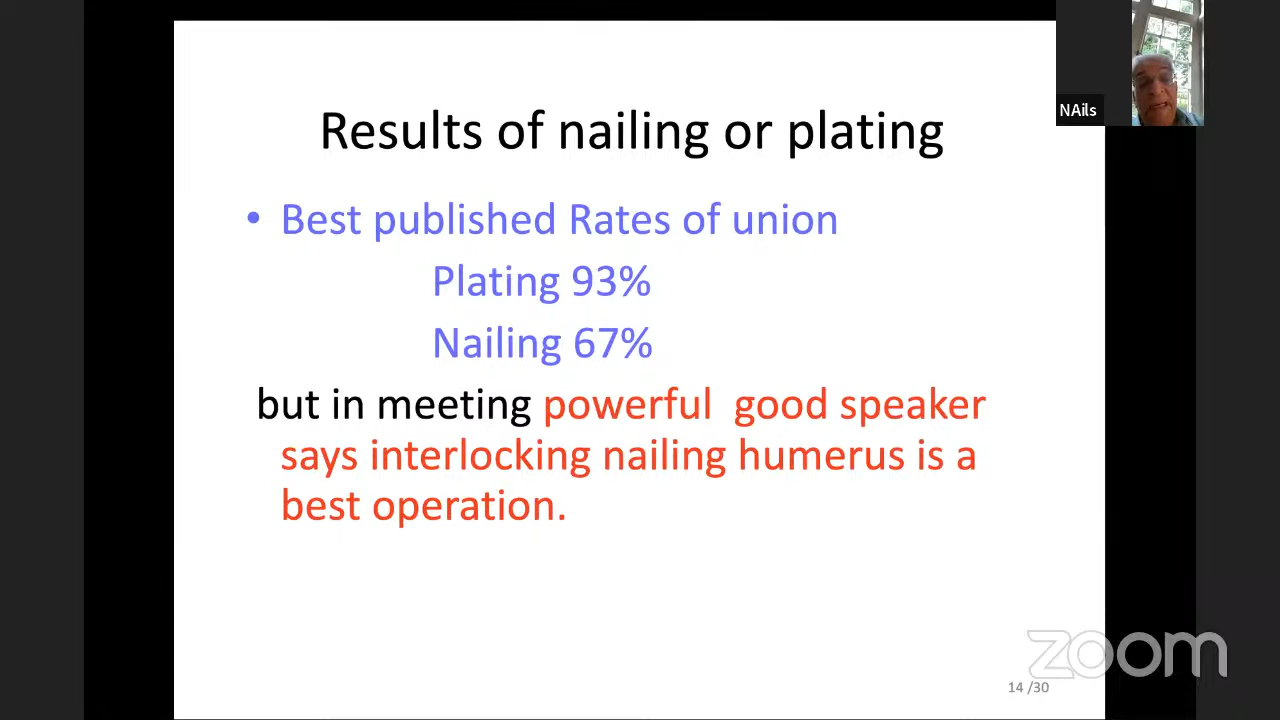 NAils
Results of nailing or plating
• Best published Rates of union
Plating 93%
Nailing 67%
but in meeting powerful good speaker
says interlocking nailing humerus is a
best operation.
zoom
14 /30